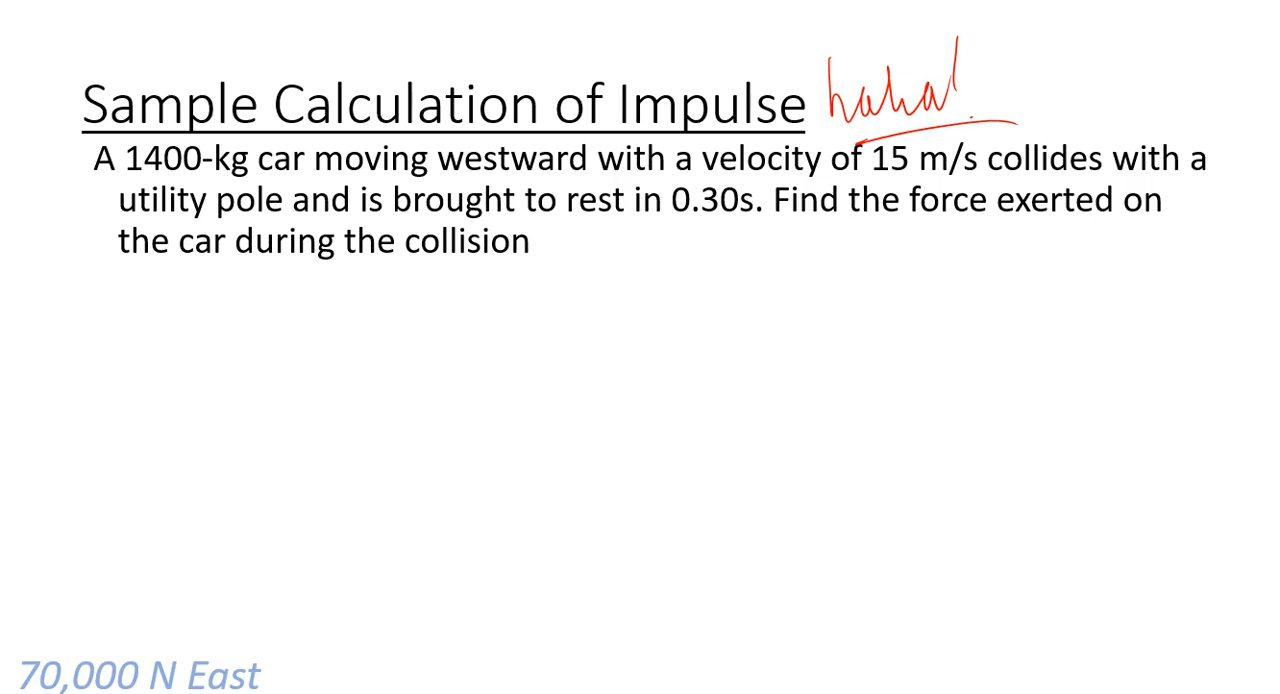 Sample Calculation of Impulse haha!
A 1400-kg car moving westward with a velocity of 15 m/s collides with a
utility pole and is brought to rest in 0.30s. Find the force exerted on
the car during the collision
70,000 N East